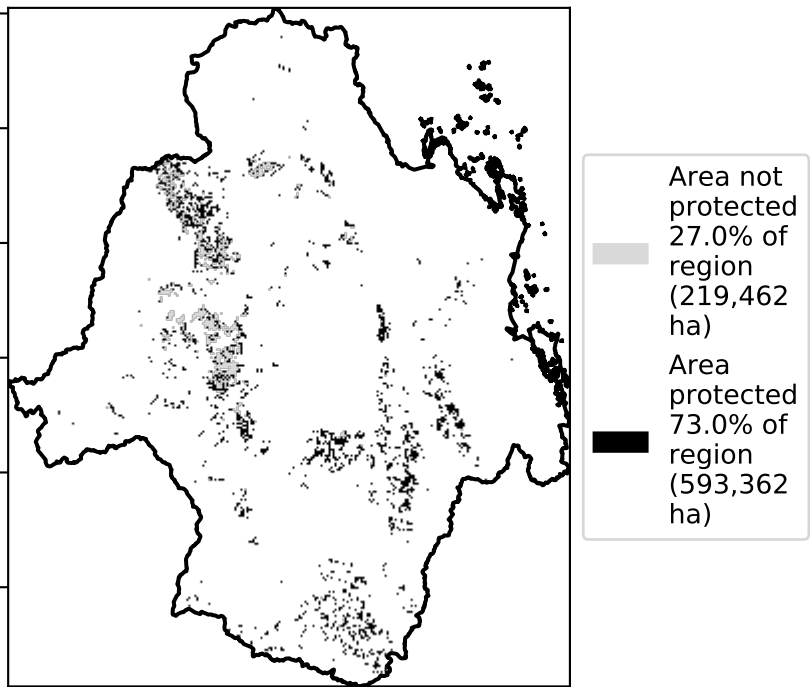 Area not
protected
27.0% of
region
(219,462
ha)
Area
protected
73.0% of
region
(593,362
ha)